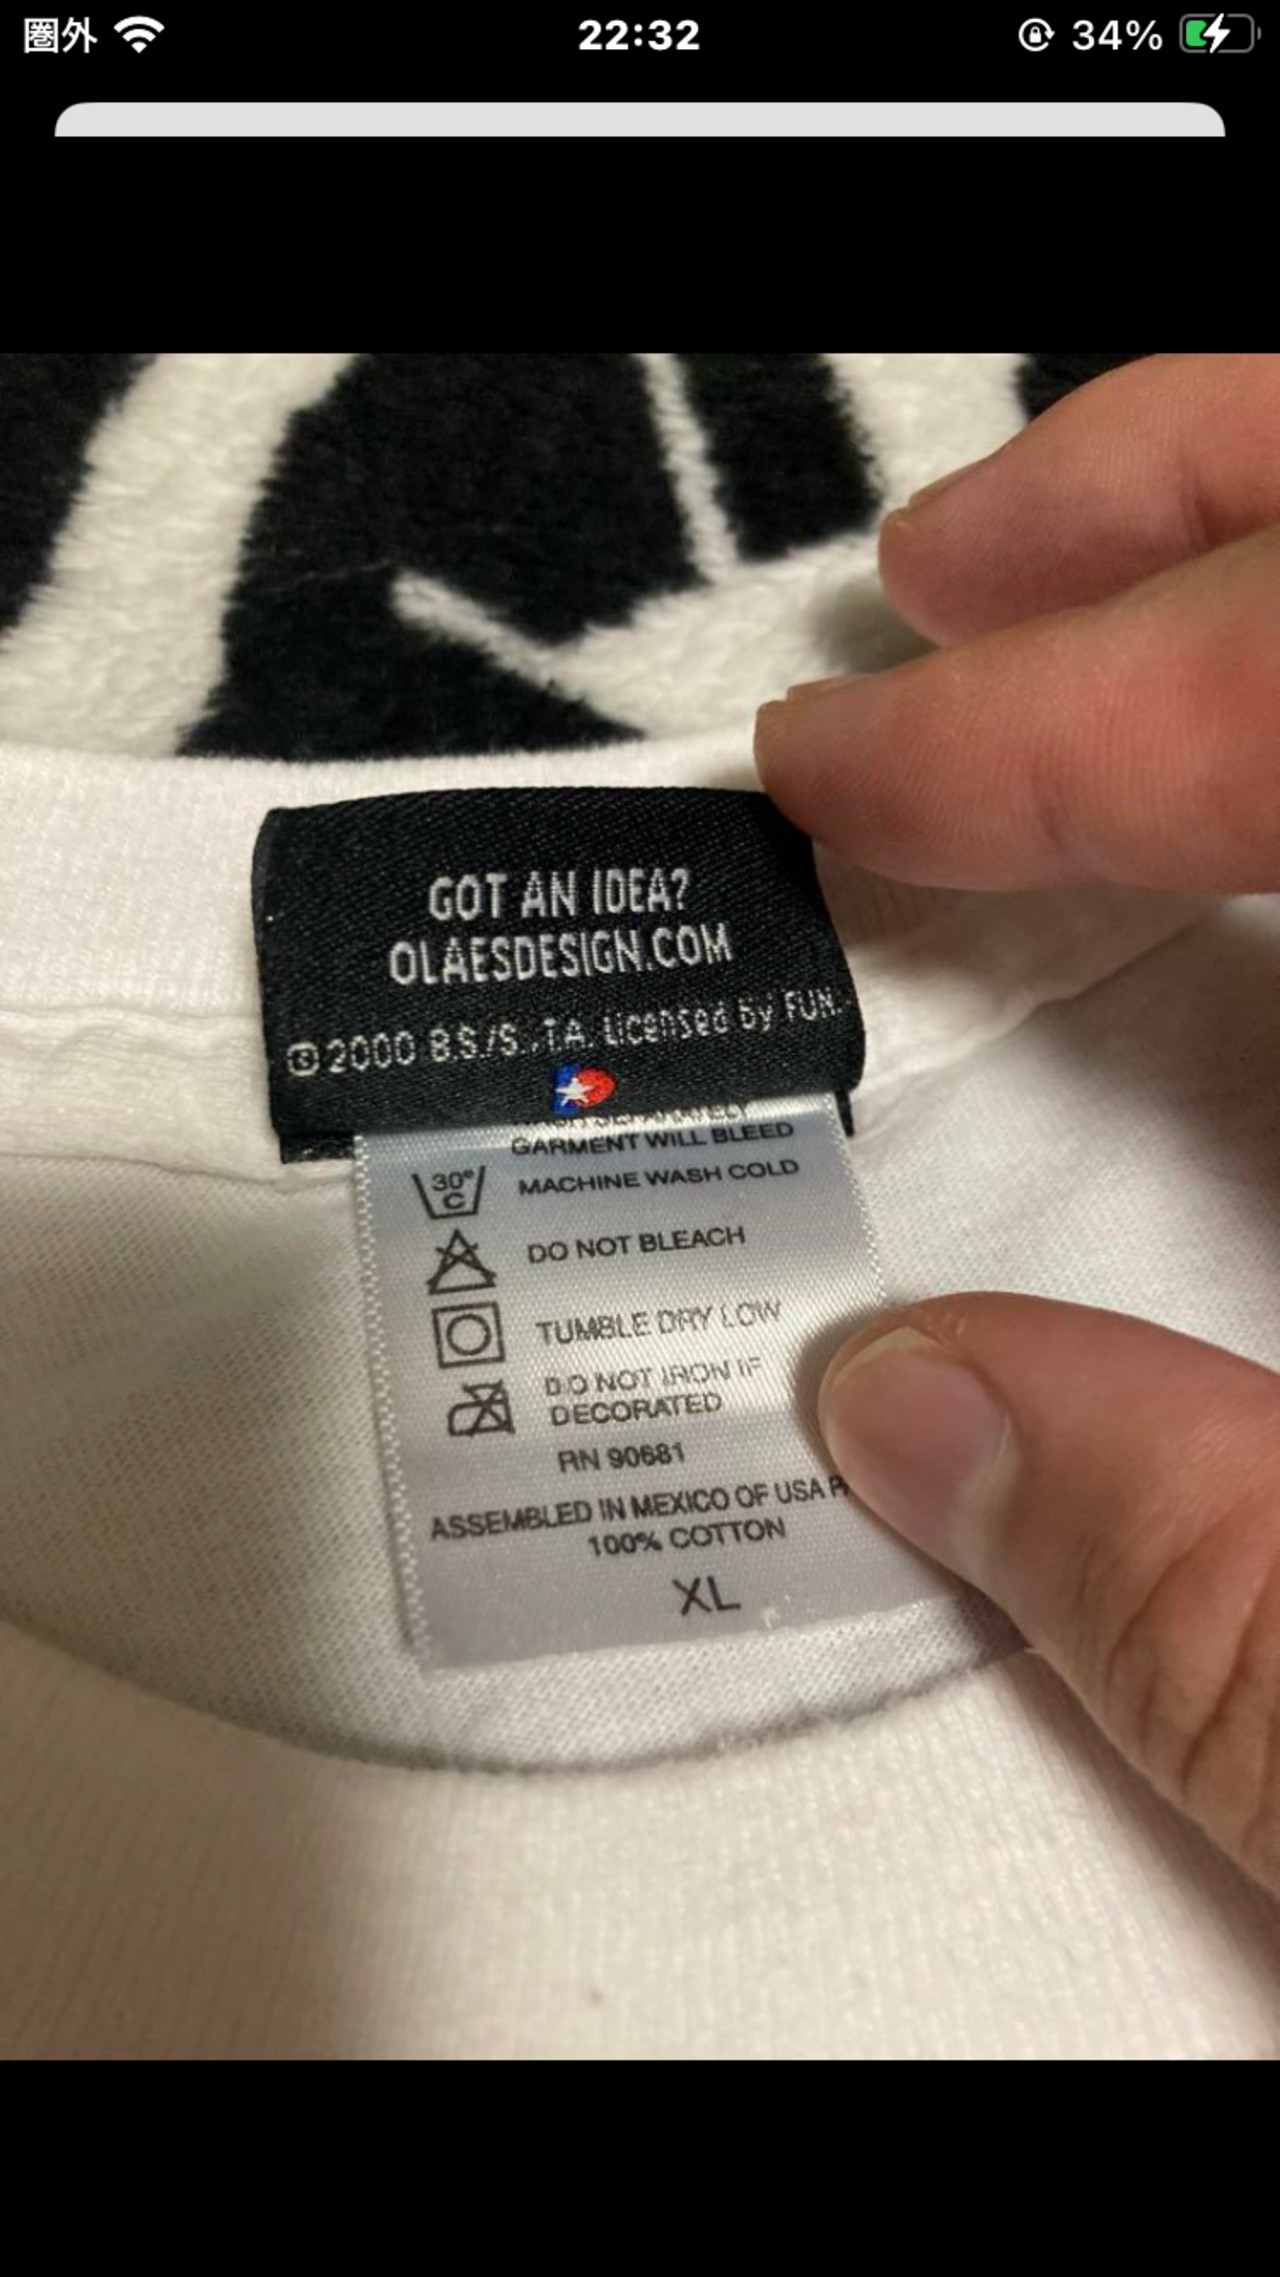 圏外 22:32 34%
GOT AN IDEA?
OLAESDESIGN.COM
©2000 B.S./S.,T.A. Licensed by FUN.
GARMENT WILL BLEED
30° C MACHINE WASH COLD
DO NOT BLEACH
TUMBLE DRY LOW
DO NOT IRON IF
DECORATED
RN 90681
ASSEMBLED IN MEXICO OF USA
100% COTTON
XL